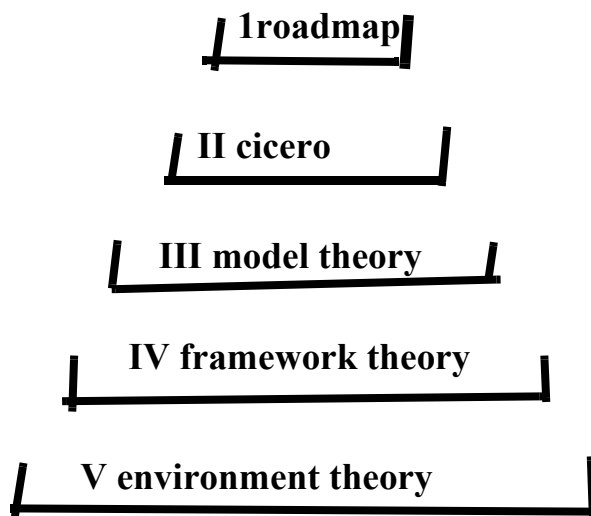 1roadmap
II cicero
III model theory
IV framework theory
V environment theory